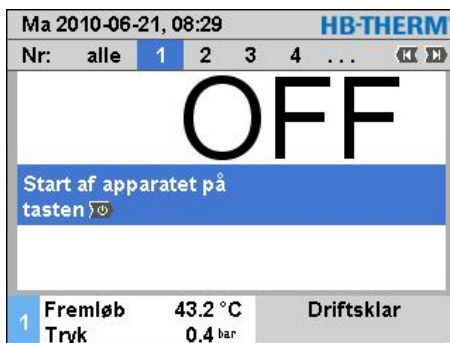 Ma 2010-06-21, 08:29 HB-THERM
Nr: alle 1 2 3 4 ...
OFF
Start af apparatet på
tasten
1 Fremløb 43.2 °C Driftsklar
Tryk 0.4 bar